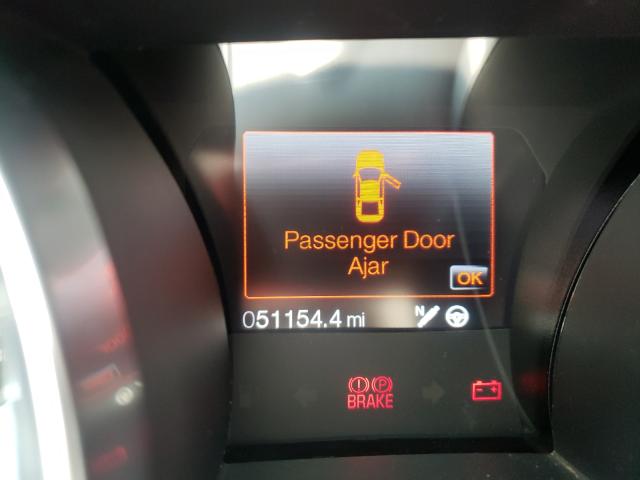 Passenger Door
Ajar
OK
051154.4 mi
N
(!) (P)
BRAKE
- +